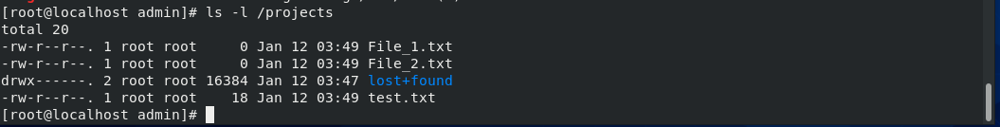 [root@localhost admin]# ls -l /projects
total 20
-rw-r--r--. 1 root root     0 Jan 12 03:49 File_1.txt
-rw-r--r--. 1 root root     0 Jan 12 03:49 File_2.txt
drwx------. 2 root root 16384 Jan 12 03:47 lost+found
-rw-r--r--. 1 root root    18 Jan 12 03:49 test.txt
[root@localhost admin]#